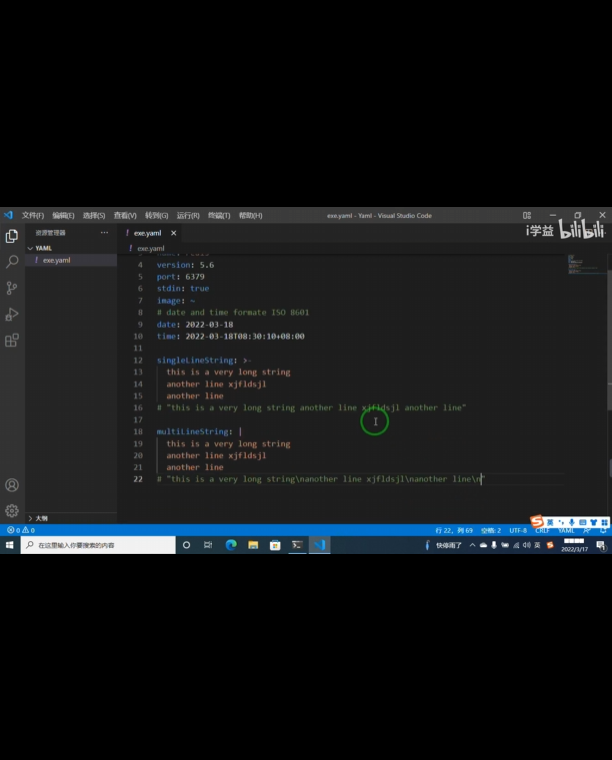 文件(F) 编辑(E) 选择(S) 查看(V) 转到(G) 运行(R) 终端(T) 帮助(H) exe.yaml - Yaml - Visual Studio Code
i学益 bilibili
资源管理器 ··· ! exe.yaml ×
YAML ! exe.yaml
! exe.yaml
4 version: 5.6
5 port: 6379
6 stdin: true
7 image: ~
8 # date and time formate ISO 8601
9 date: 2022-03-18
10 time: 2022-03-18T08:30:10+08:00
11
12 singleLineString: >-
13 this is a very long string
14 another line xjfldsjl
15 another line
16 # "this is a very long string another line xjfldsjl another line"
17
18 multiLineString: |
19 this is a very long string
20 another line xjfldsjl
21 another line
22 # "this is a very long string\nanother line xjfldsjl\nanother line\n"
大纲
0 0 行 22，列 69 空格: 2 UTF-8 CRLF YAML
英
在这里输入你要搜索的内容 快停雨了 英
2022/3/17